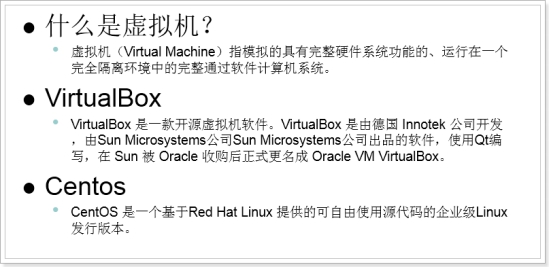 什么是虚拟机？
虚拟机（Virtual Machine）指模拟的具有完整硬件系统功能的、运行在一个
完全隔离环境中的完整通过软件计算机系统。
VirtualBox
VirtualBox 是一款开源虚拟机软件。VirtualBox 是由德国 Innotek 公司开发
，由Sun Microsystems公司Sun Microsystems公司出品的软件，使用Qt编
写，在 Sun 被 Oracle 收购后正式更名成 Oracle VM VirtualBox。
Centos
CentOS 是一个基于Red Hat Linux 提供的可自由使用源代码的企业级Linux
发行版本。